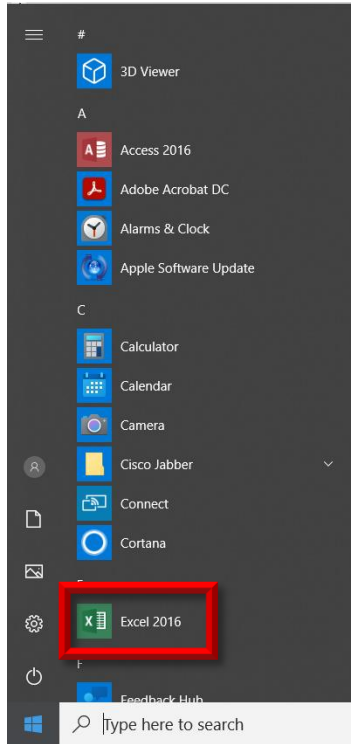 #
3D Viewer
A
Access 2016
Adobe Acrobat DC
Alarms & Clock
Apple Software Update
C
Calculator
Calendar
Camera
Cisco Jabber
Connect
Cortana
Excel 2016
F
Feedback Hub
Type here to search